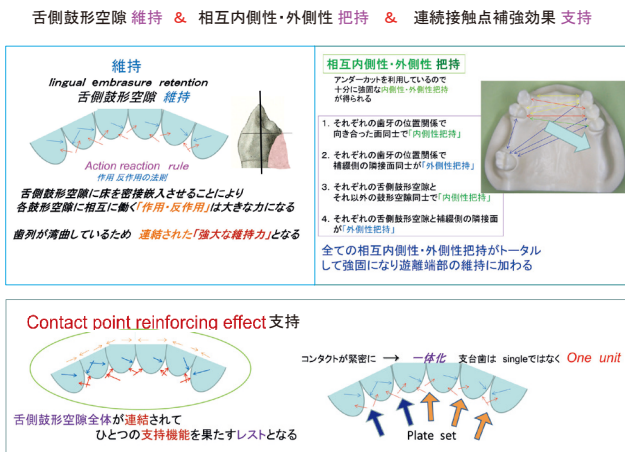 舌側鼓形空隙 維持 & 相互内側性・外側性 把持 & 連続接触点補強効果 支持
維持
lingual embrasure retention
舌側鼓形空隙 維持
Action reaction rule
作用 反作用の法則
舌側鼓形空隙に床を密接嵌入させることにより
各鼓形空隙に相互に働く「作用・反作用」は大きな力になる
歯列が湾曲しているため 連結された「強大な維持力」となる
相互内側性・外側性 把持
アンダーカットを利用しているので
十分に強固な内側性・外側性把持
が得られる
1. それぞれの歯牙の位置関係で
向き合った面同士で「内側性把持」
2. それぞれの歯牙の位置関係で
補綴側の隣接面同士が「外側性把持」
3. それぞれの舌側鼓形空隙と
それ以外の鼓形空隙同士で「内側性把持」
4. それぞれの舌側鼓形空隙と補綴側の隣接面
が「外側性把持」
全ての相互内側性・外側性把持がトータル
して強固になり遊離端部の維持に加わる
Contact point reinforcing effect 支持
舌側鼓形空隙全体が連結されて
ひとつの支持機能を果たすレストとなる
コンタクトが緊密に → 一体化 支台歯は singleではなく One unit
Plate set